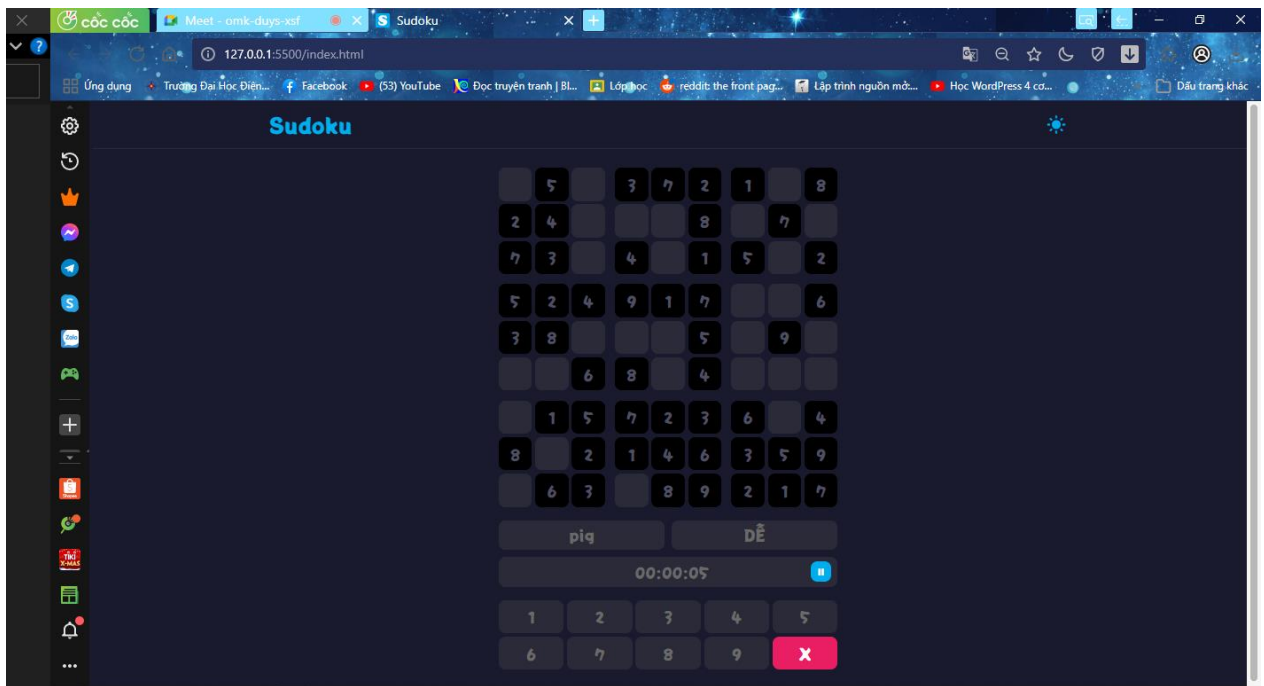 cốc cốc Meet - omk-duys-xsf S Sudoku
127.0.0.1:5500/index.html
Ứng dụng Trường Đại Học Điện... Facebook (53) YouTube Đọc truyện tranh | Bl... Lớp học reddit: the front pag... Lập trình nguồn mở:... Học WordPress 4 cơ... Dấu trang khác
Sudoku
5 3 7 2 1 8
2 4 8 7
7 3 4 1 5 2
5 2 4 9 1 7 6
3 8 5 9
6 8 4
1 5 7 2 3 6 4
8 2 1 4 6 3 5 9
6 3 8 9 2 1 7
pig DỄ
00:00:05
1 2 3 4 5
6 7 8 9 X
Zalo
TIKI
X-MAS